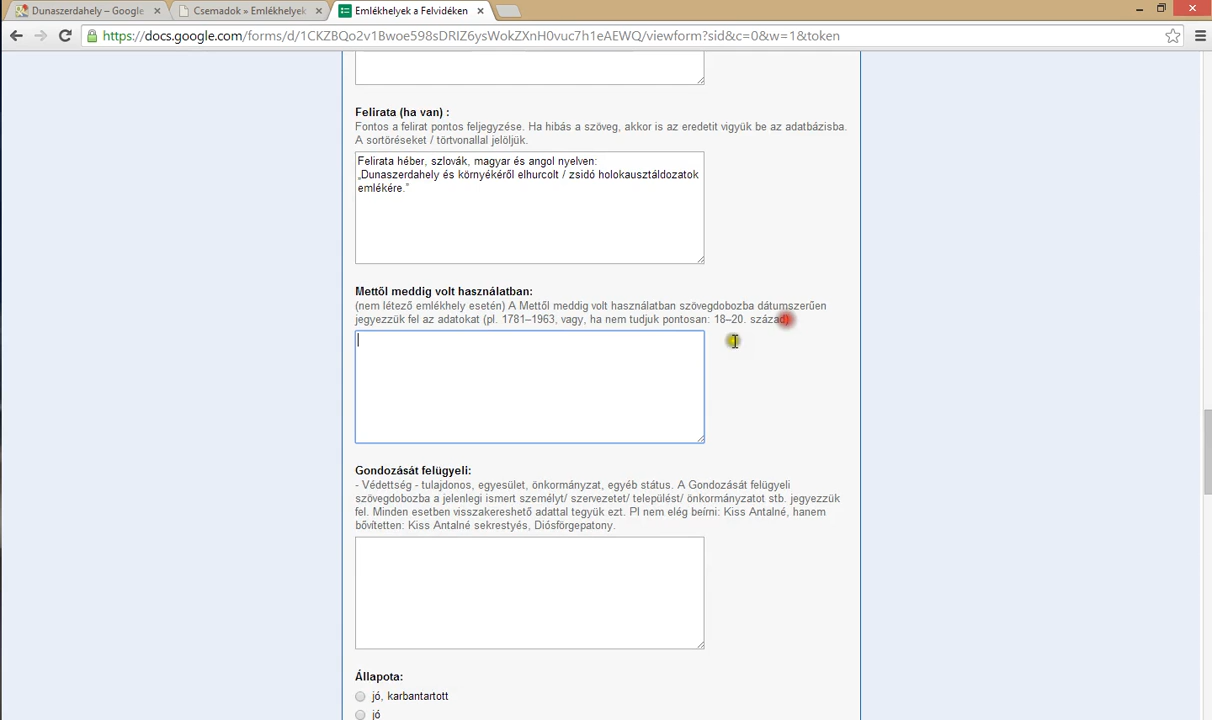 Dunaszerdahely – Google
Csemadok » Emlékhelyek
Emlékhelyek a Felvidéken
https://docs.google.com/forms/d/1CKZBQo2v1Bwoe598sDRIZ6ysWokZXnH0vuc7h1eAEWQ/viewform?sid&c=0&w=1&token
Felirata (ha van) :
Fontos a felirat pontos feljegyzése. Ha hibás a szöveg, akkor is az eredetit vigyük be az adatbázisba.
A sortöréseket / törtvonallal jelöljük.
Felirata héber, szlovák, magyar és angol nyelven:
„Dunaszerdahely és környékéről elhurcolt / zsidó holokausztáldozatok
emlékére.”
Mettől meddig volt használatban:
(nem létező emlékhely esetén) A Mettől meddig volt használatban szövegdobozba dátumszerűen
jegyezzük fel az adatokat (pl. 1781–1963, vagy, ha nem tudjuk pontosan: 18–20. század)
Gondozását felügyeli:
- Védettség - tulajdonos, egyesület, önkormányzat, egyéb státus. A Gondozását felügyeli
szövegdobozba a jelenlegi ismert személyt/ szervezetet/ települést/ önkormányzatot stb. jegyezzük
fel. Minden esetben visszakereshető adattal tegyük ezt. Pl nem elég beírni: Kiss Antalné, hanem
bővítetten: Kiss Antalné sekrestyés, Diósförgepatony.
Állapota:
jó, karbantartott
jó